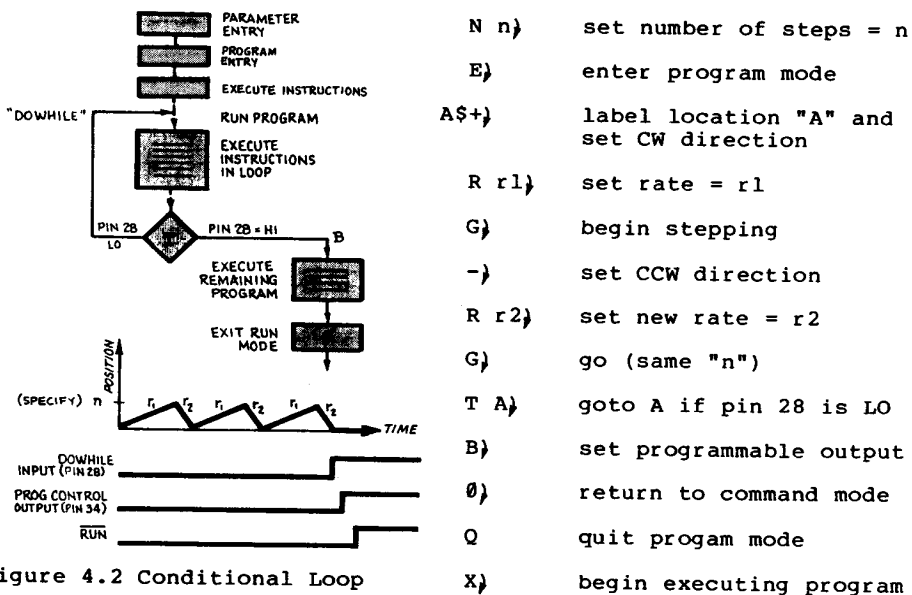 PARAMETER
ENTRY
PROGRAM
ENTRY
EXECUTE INSTRUCTIONS
"DOWHILE"
RUN PROGRAM
EXECUTE
INSTRUCTIONS
IN LOOP
PIN 28
LO
PIN 28 = HI
B
EXECUTE
REMAINING
PROGRAM
EXIT RUN
MODE
POSITION
(SPECIFY) n
r1 r2 r1 r2 r1 r2
TIME
DOWHILE
INPUT (PIN 28)
PROG CONTROL
OUTPUT (PIN 34)
RUN
igure 4.2 Conditional Loop
N n) set number of steps = n
E) enter program mode
A$+) label location "A" and
set CW direction
R r1) set rate = r1
G) begin stepping
-) set CCW direction
R r2) set new rate = r2
G) go (same "n")
T A) goto A if pin 28 is LO
B) set programmable output
0) return to command mode
Q quit progam mode
X) begin executing program